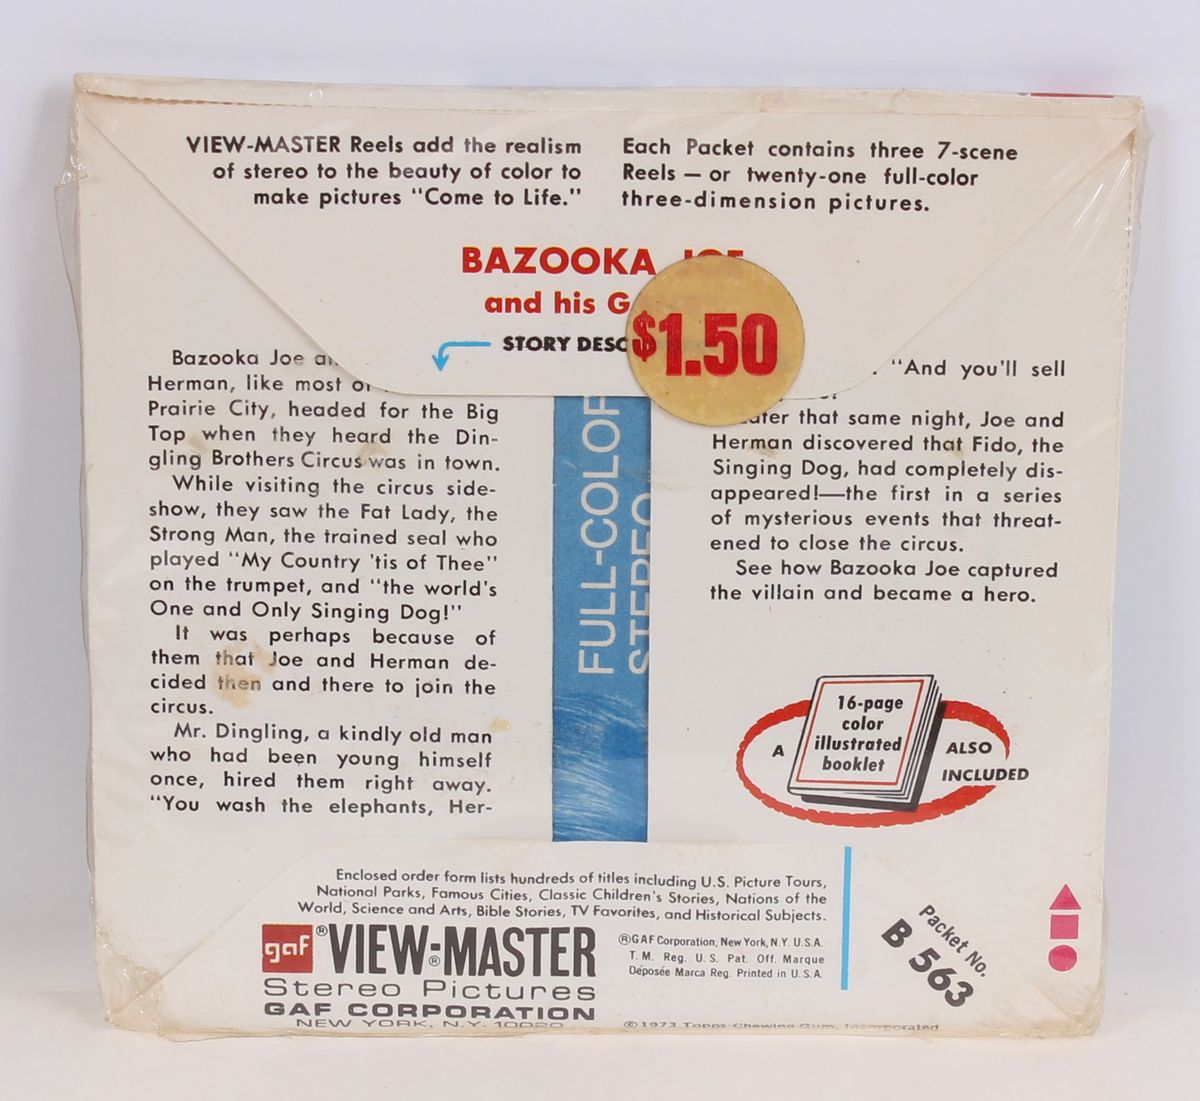 VIEW-MASTER Reels add the realism
of stereo to the beauty of color to
make pictures "Come to Life."
Each Packet contains three 7-scene
Reels — or twenty-one full-color
three-dimension pictures.
BAZOOKA JOE
and his G
$1.50
STORY DESC
Bazooka Joe
Herman, like most of
Prairie City, headed for the Big
Top when they heard the Din-
gling Brothers Circus was in town.
While visiting the circus side-
show, they saw the Fat Lady, the
Strong Man, the trained seal who
played "My Country 'tis of Thee"
on the trumpet, and "the world's
One and Only Singing Dog!"
It was perhaps because of
them that Joe and Herman de-
cided then and there to join the
circus.
Mr. Dingling, a kindly old man
who had been young himself
once, hired them right away.
"You wash the elephants, Her-
FULL-COLOR
STEREO
"And you'll sell
Later that same night, Joe and
Herman discovered that Fido, the
Singing Dog, had completely dis-
appeared!—the first in a series
of mysterious events that threat-
ened to close the circus.
See how Bazooka Joe captured
the villain and became a hero.
A
16-page
color
illustrated
booklet
ALSO
INCLUDED
Enclosed order form lists hundreds of titles including U.S. Picture Tours,
National Parks, Famous Cities, Classic Children's Stories, Nations of the
World, Science and Arts, Bible Stories, TV Favorites, and Historical Subjects.
gaf ® VIEW-MASTER ®
Stereo Pictures
GAF CORPORATION
NEW YORK, N.Y. 10020
®GAF Corporation, New York, N.Y. U.S.A.
T. M. Reg. U. S. Pat. Off. Marque
Déposée Marca Reg. Printed in U.S.A.
©1973 Topps Chewing Gum, Incorporated
Packet No.
B 563